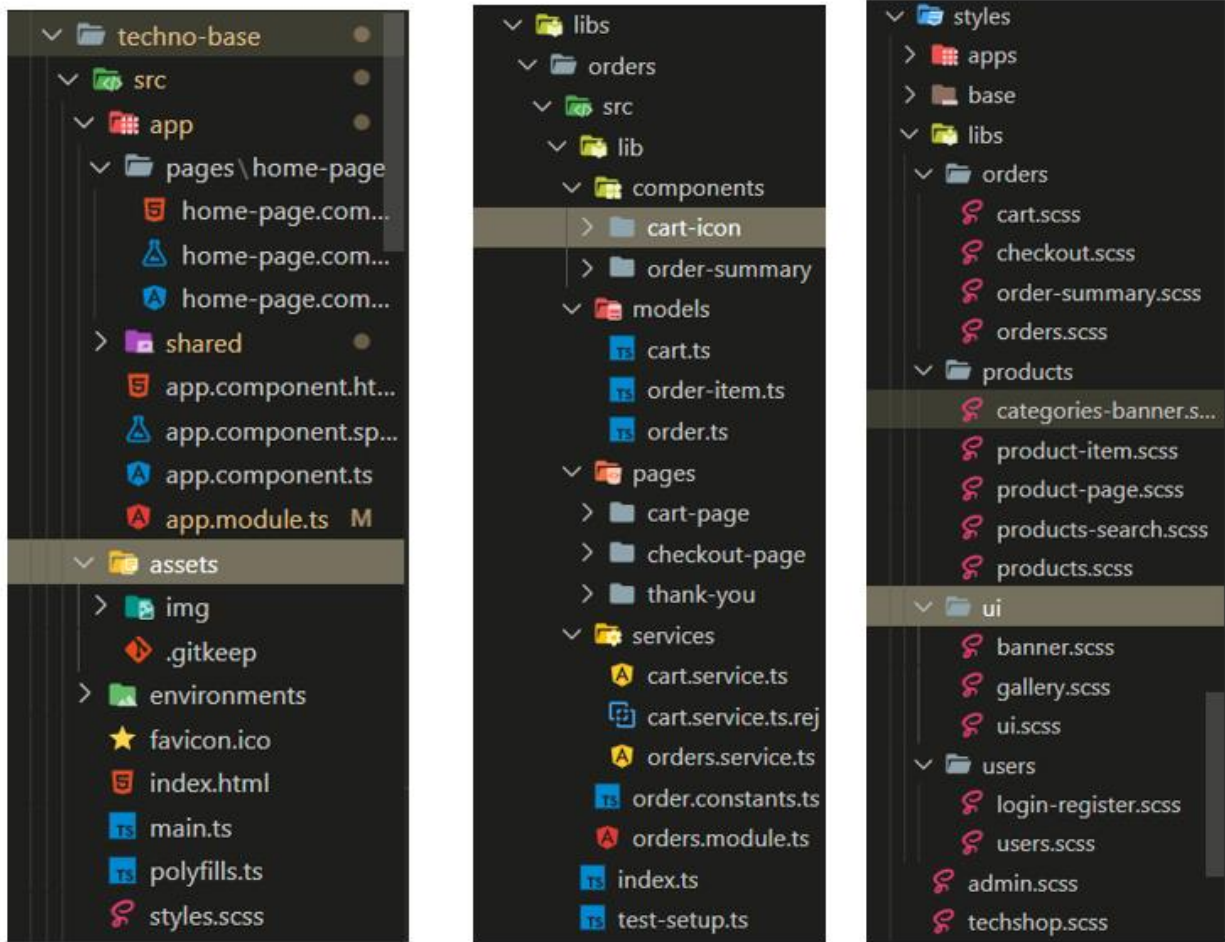 techno-base
src
app
pages\home-page
home-page.com...
home-page.com...
home-page.com...
shared
app.component.ht...
app.component.sp...
app.component.ts
app.module.ts M
assets
img
.gitkeep
environments
favicon.ico
index.html
main.ts
polyfills.ts
styles.scss
libs
orders
src
lib
components
cart-icon
order-summary
models
cart.ts
order-item.ts
order.ts
pages
cart-page
checkout-page
thank-you
services
cart.service.ts
cart.service.ts.rej
orders.service.ts
order.constants.ts
orders.module.ts
index.ts
test-setup.ts
styles
apps
base
libs
orders
cart.scss
checkout.scss
order-summary.scss
orders.scss
products
categories-banner.s...
product-item.scss
product-page.scss
products-search.scss
products.scss
ui
banner.scss
gallery.scss
ui.scss
users
login-register.scss
users.scss
admin.scss
techshop.scss